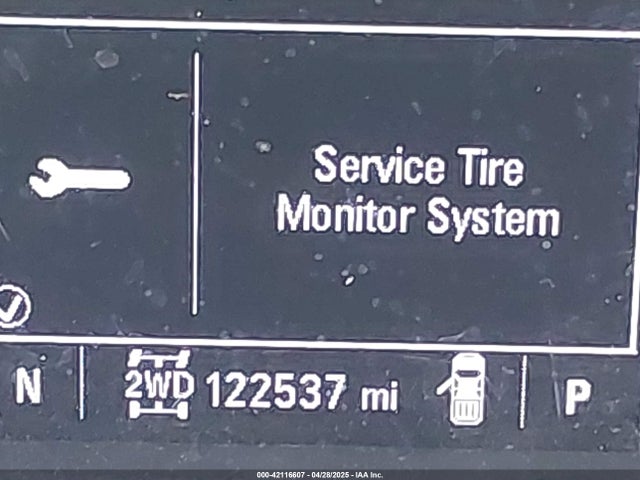 Service Tire
Monitor System
N 2WD 122537 mi P
000-42116607 - 04/28/2025 - IAA Inc.